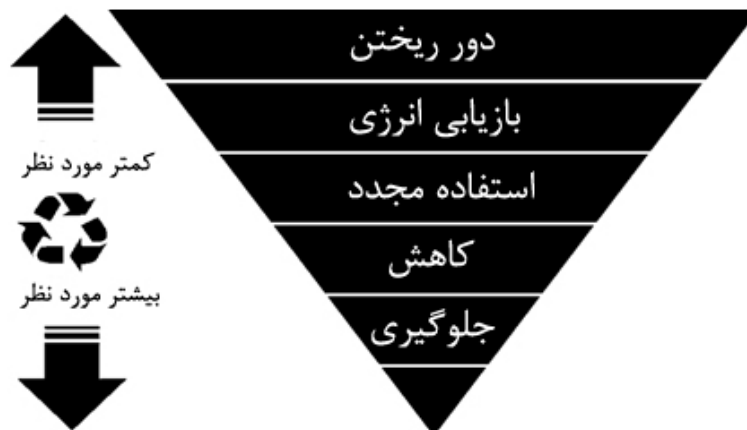 دور ریختن
بازیابی انرژی
استفاده مجدد
کاهش
جلوگیری
کمتر مورد نظر
بیشتر مورد نظر